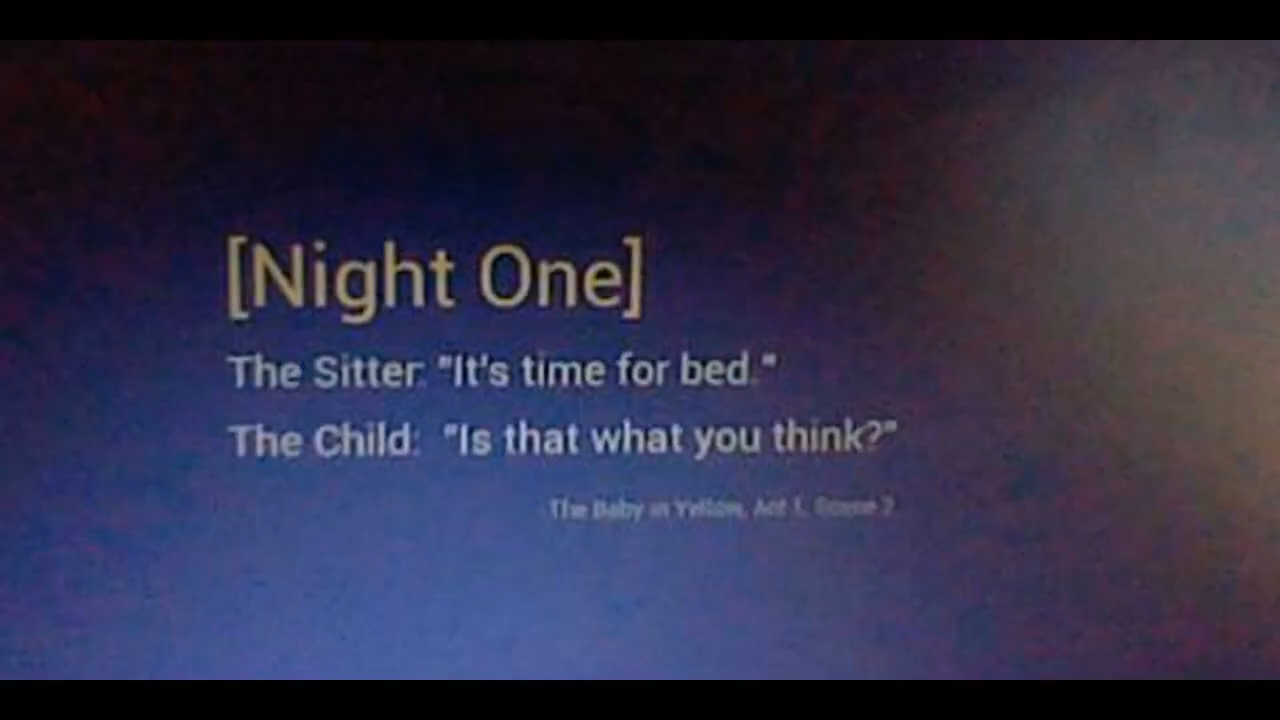 [Night One]
The Sitter: "It's time for bed."
The Child: "Is that what you think?"
The Baby in Yellow, Act 1, Scene 2